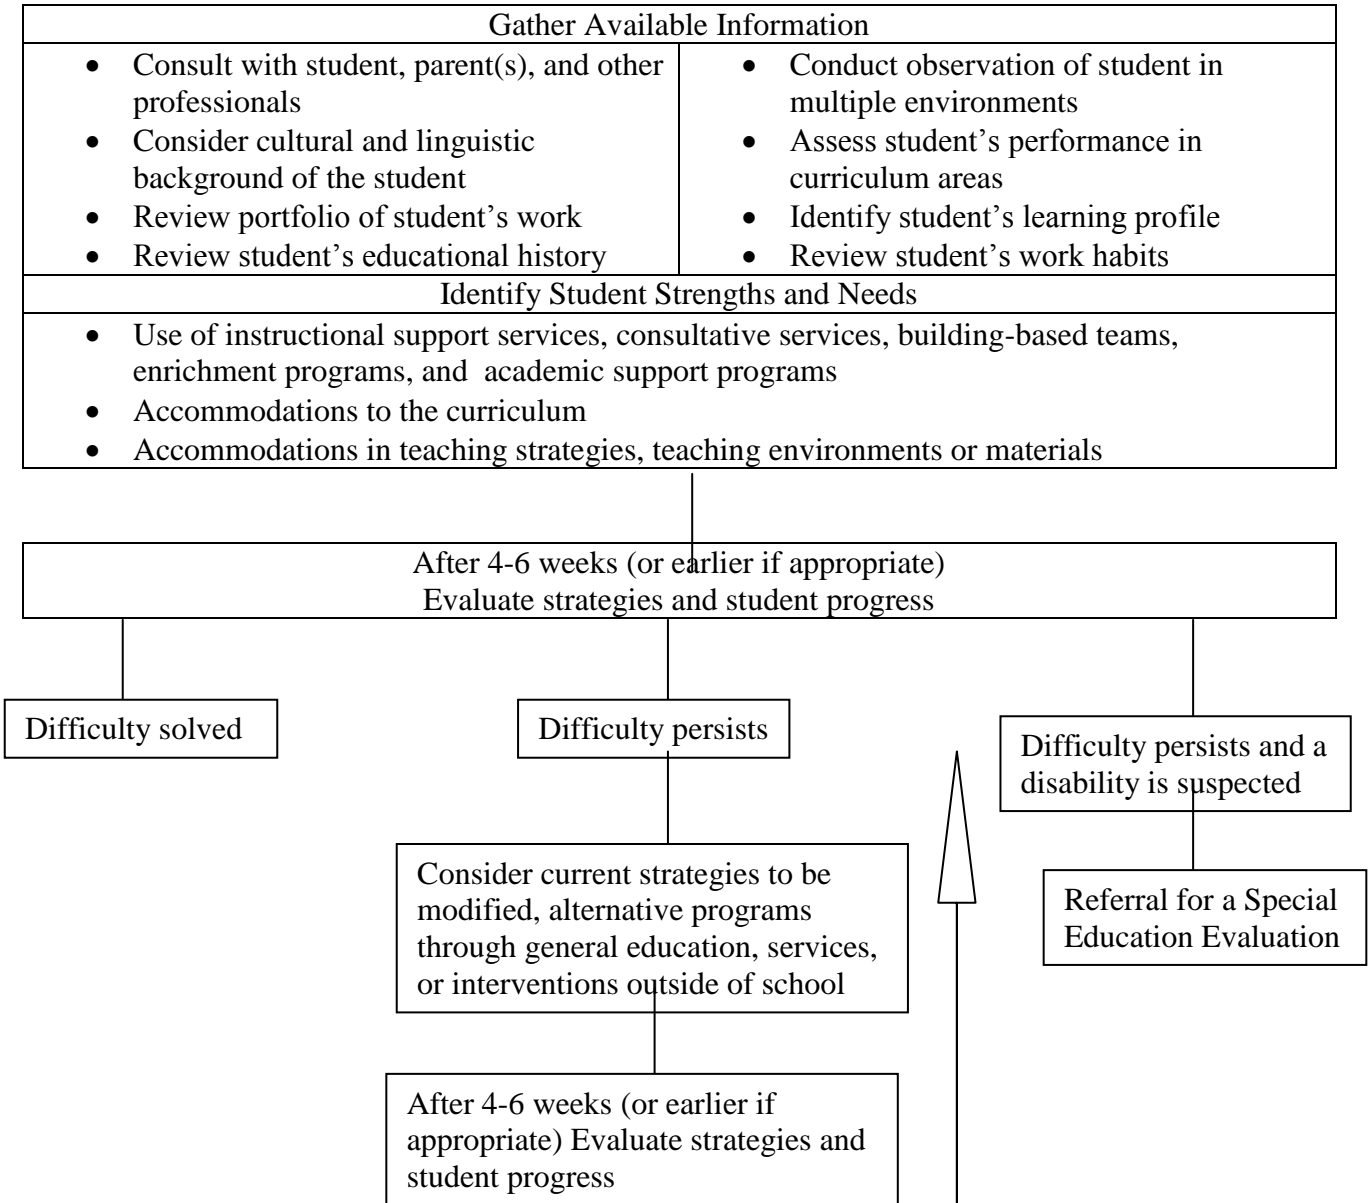 Gather Available Information
• Consult with student, parent(s), and other
professionals
• Consider cultural and linguistic
background of the student
• Review portfolio of student’s work
• Review student’s educational history
• Conduct observation of student in
multiple environments
• Assess student’s performance in
curriculum areas
• Identify student’s learning profile
• Review student’s work habits
Identify Student Strengths and Needs
• Use of instructional support services, consultative services, building-based teams,
enrichment programs, and academic support programs
• Accommodations to the curriculum
• Accommodations in teaching strategies, teaching environments or materials
After 4-6 weeks (or earlier if appropriate)
Evaluate strategies and student progress
Difficulty solved
Difficulty persists
Difficulty persists and a
disability is suspected
Consider current strategies to be
modified, alternative programs
through general education, services,
or interventions outside of school
Referral for a Special
Education Evaluation
After 4-6 weeks (or earlier if
appropriate) Evaluate strategies and
student progress